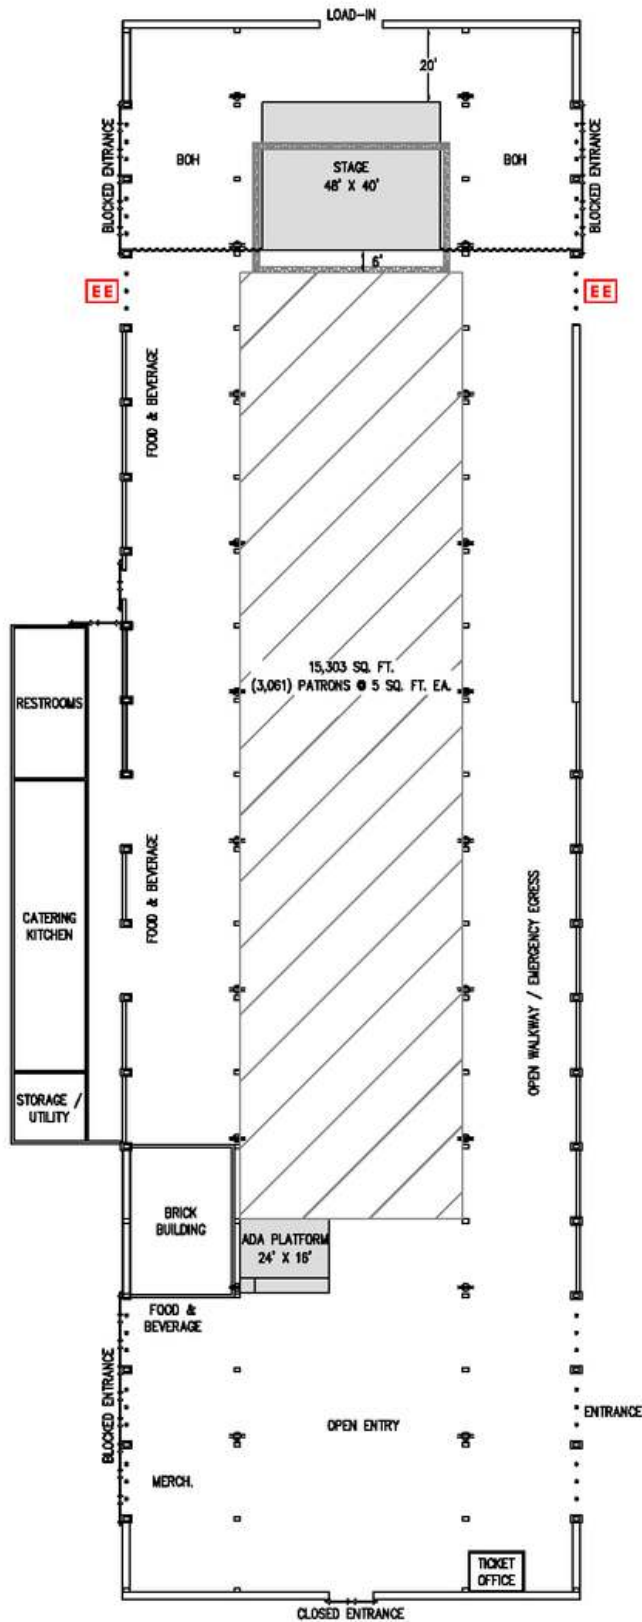 LOAD-IN
20'
BLOCKED ENTRANCE
BOH
STAGE
48' X 40'
BOH
BLOCKED ENTRANCE
6'
EE
EE
FOOD & BEVERAGE
15,303 SQ. FT.
(3,061) PATRONS @ 5 SQ. FT. EA.
RESTROOMS
FOOD & BEVERAGE
CATERING
KITCHEN
OPEN WALKWAY / EMERGENCY EGRESS
STORAGE /
UTILITY
BRICK
BUILDING
ADA PLATFORM
24' X 16'
FOOD &
BEVERAGE
BLOCKED ENTRANCE
OPEN ENTRY
ENTRANCE
MERCH.
TICKET
OFFICE
CLOSED ENTRANCE